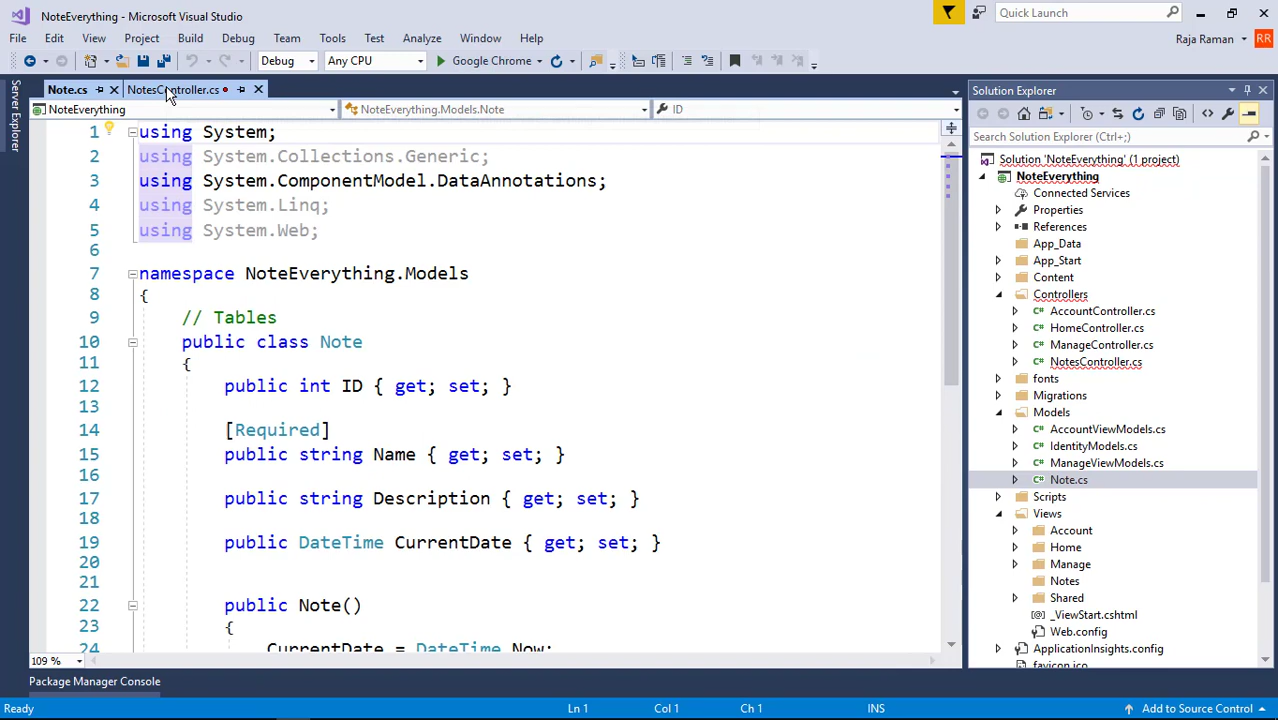 NoteEverything - Microsoft Visual Studio
Quick Launch
File Edit View Project Build Debug Team Tools Test Analyze Window Help
Raja Raman RR
Debug Any CPU Google Chrome
Server Explorer
Note.cs NotesController.cs
NoteEverything NoteEverything.Models.Note ID
1 using System;
2 using System.Collections.Generic;
3 using System.ComponentModel.DataAnnotations;
4 using System.Linq;
5 using System.Web;
6
7 namespace NoteEverything.Models
8 {
9 // Tables
10 public class Note
11 {
12 public int ID { get; set; }
13
14 [Required]
15 public string Name { get; set; }
16
17 public string Description { get; set; }
18
19 public DateTime CurrentDate { get; set; }
20
21
22 public Note()
23 {
24 CurrentDate = DateTime.Now;
109 %
Solution Explorer
Search Solution Explorer (Ctrl+;)
Solution 'NoteEverything' (1 project)
NoteEverything
Connected Services
Properties
References
App_Data
App_Start
Content
Controllers
AccountController.cs
HomeController.cs
ManageController.cs
NotesController.cs
fonts
Migrations
Models
AccountViewModels.cs
IdentityModels.cs
ManageViewModels.cs
Note.cs
Scripts
Views
Account
Home
Manage
Notes
Shared
_ViewStart.cshtml
Web.config
ApplicationInsights.config
favicon.ico
Package Manager Console
Ready Ln 1 Col 1 Ch 1 INS Add to Source Control